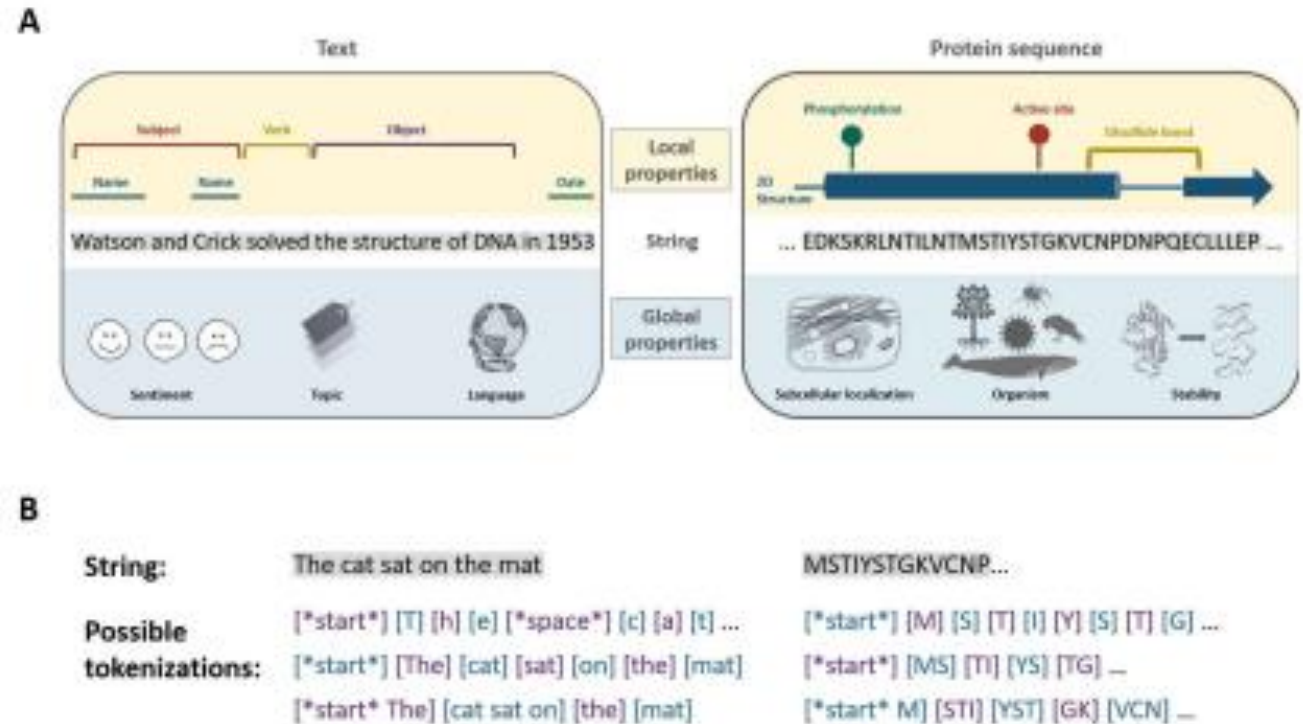 A
Text
Protein sequence
Subject
Verb
Object
Name
Name
Date
Local
properties
Phosphorylation
Active site
Disulfide bond
2D
Structure
Watson and Crick solved the structure of DNA in 1953
String
... EDKSKRLNTILNTMSTIYSTGKVCNPDNPQECLLLEP ...
Global
properties
Sentiment
Topic
Language
Subcellular localization
Organism
Stability
B
String:
The cat sat on the mat
MSTIYSTGKVCNP...
Possible
tokenizations:
[*start*] [T] [h] [e] [*space*] [c] [a] [t] ...
[*start*] [M] [S] [T] [I] [Y] [S] [T] [G] ...
[*start*] [The] [cat] [sat] [on] [the] [mat]
[*start*] [MS] [TI] [YS] [TG] ...
[*start* The] [cat sat on] [the] [mat]
[*start* M] [STI] [YST] [GK] [VCN] ...